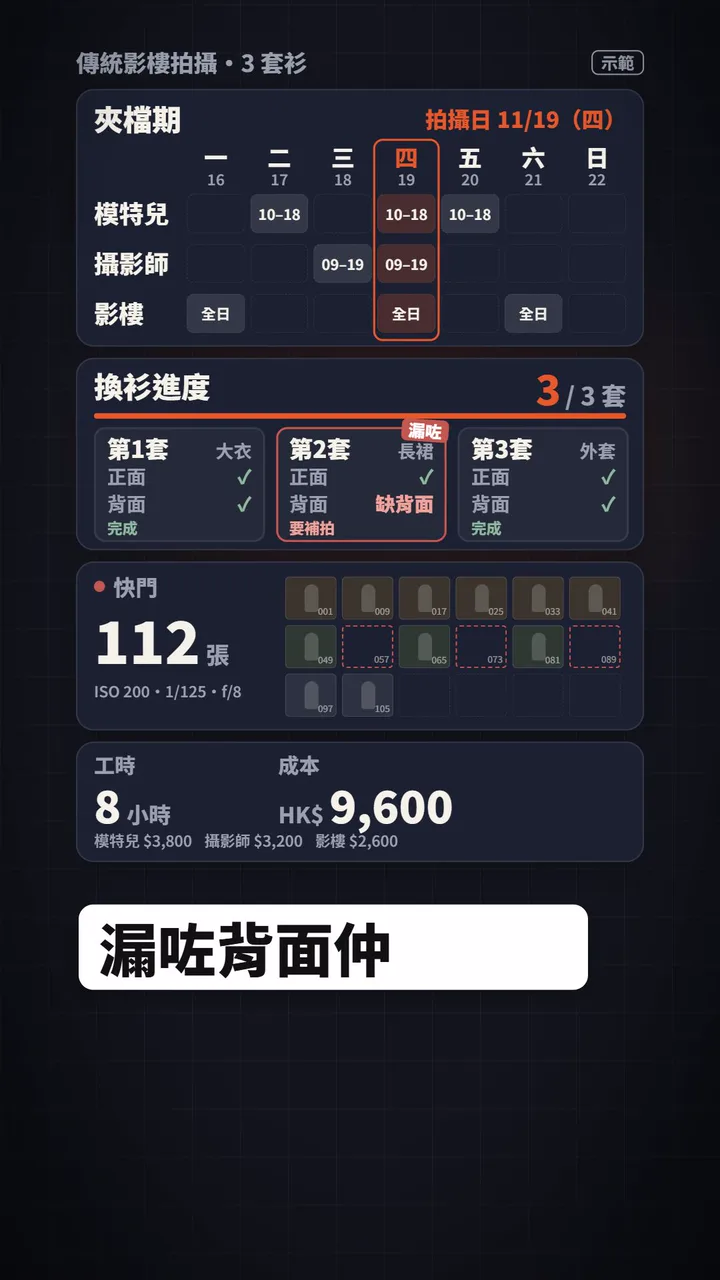 傳統影樓拍攝・3 套衫
示範
夾檔期
拍攝日 11/19（四）
一 二 三 四 五 六 日
16 17 18 19 20 21 22
模特兒 10–18 10–18 10–18
攝影師 09–19 09–19
影樓 全日 全日 全日
換衫進度
3 / 3 套
漏咗
第1套 大衣
正面 ✓
背面 ✓
完成
第2套 長裙
正面 ✓
背面 缺背面
要補拍
第3套 外套
正面 ✓
背面 ✓
完成
快門
112 張
ISO 200・1/125・f/8
001 009 017 025 033 041
049 057 065 073 081 089
097 105
工時
8 小時
成本
HK$ 9,600
模特兒 $3,800 攝影師 $3,200 影樓 $2,600
漏咗背面仲